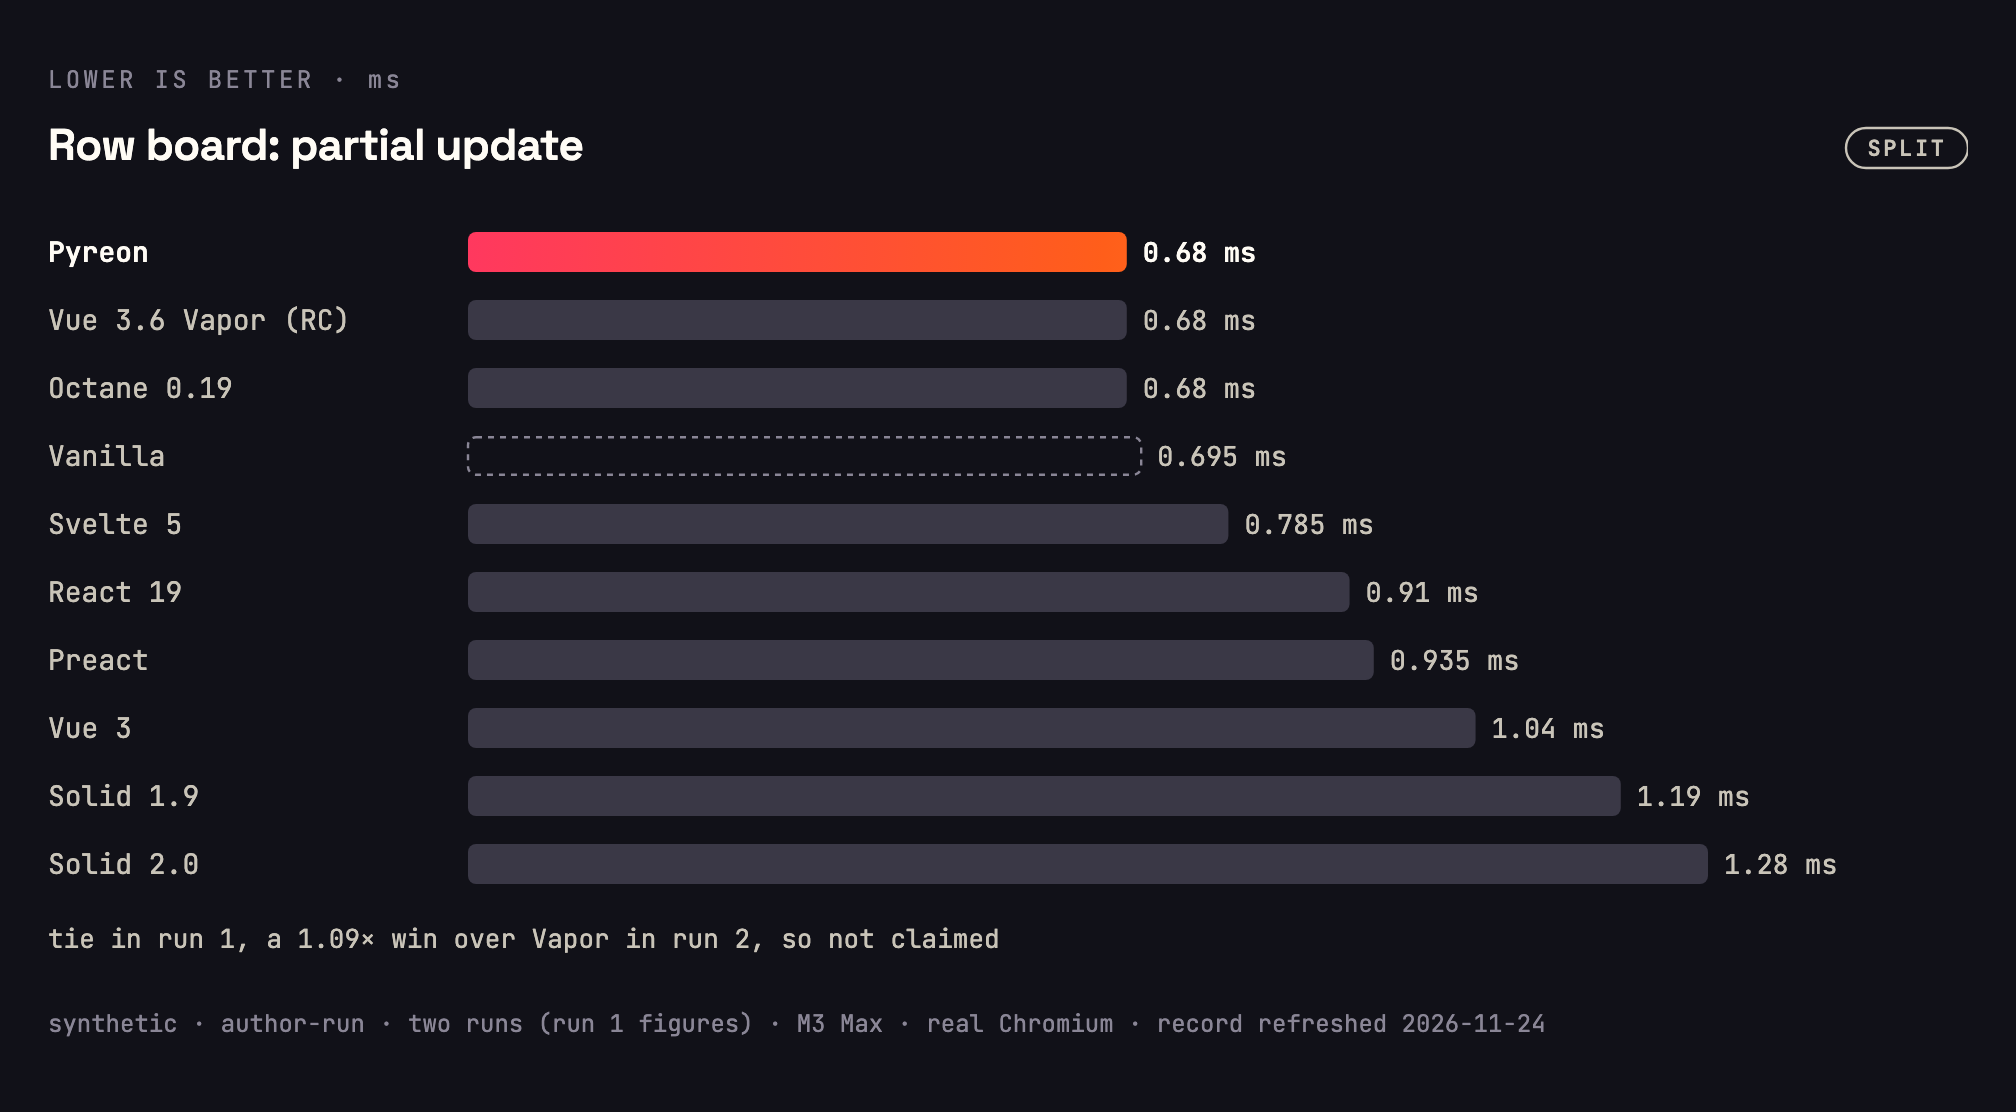 LOWER IS BETTER · ms
Row board: partial update
SPLIT
Pyreon 0.68 ms
Vue 3.6 Vapor (RC) 0.68 ms
Octane 0.19 0.68 ms
Vanilla 0.695 ms
Svelte 5 0.785 ms
React 19 0.91 ms
Preact 0.935 ms
Vue 3 1.04 ms
Solid 1.9 1.19 ms
Solid 2.0 1.28 ms
tie in run 1, a 1.09× win over Vapor in run 2, so not claimed
synthetic · author-run · two runs (run 1 figures) · M3 Max · real Chromium · record refreshed 2026-11-24